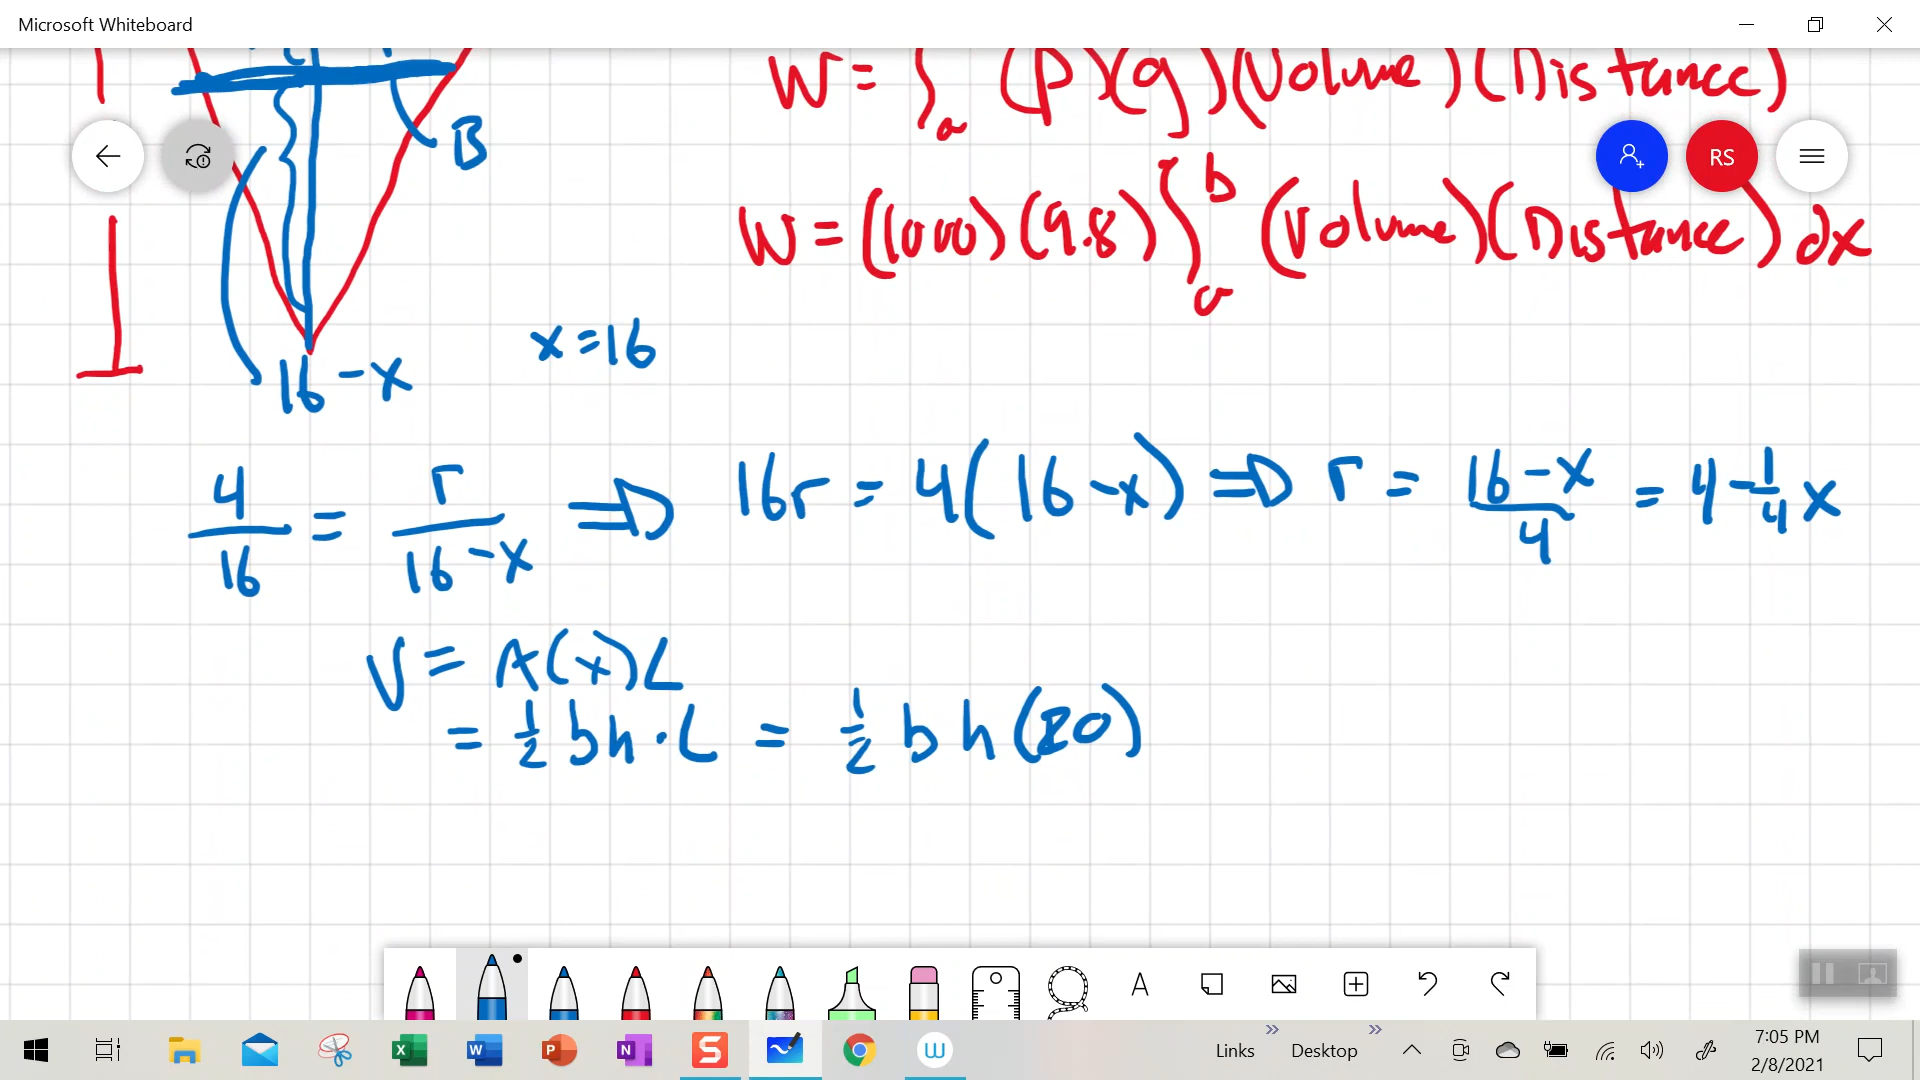 Microsoft Whiteboard
W = ∫ₐ (ρ)(g)(Volume)(Distance)
B
RS
W = (1000)(9.8) ∫ₐᵇ (Volume)(Distance) dx
x = 16
16 - x
4/16 = r/(16 - x) ⇒ 16r = 4(16 - x) ⇒ r = (16 - x)/4 = 4 - 1/4 x
V = A(x)L
= 1/2 bh · L = 1/2 b h (20)
A
Links
Desktop
7:05 PM
2/8/2021